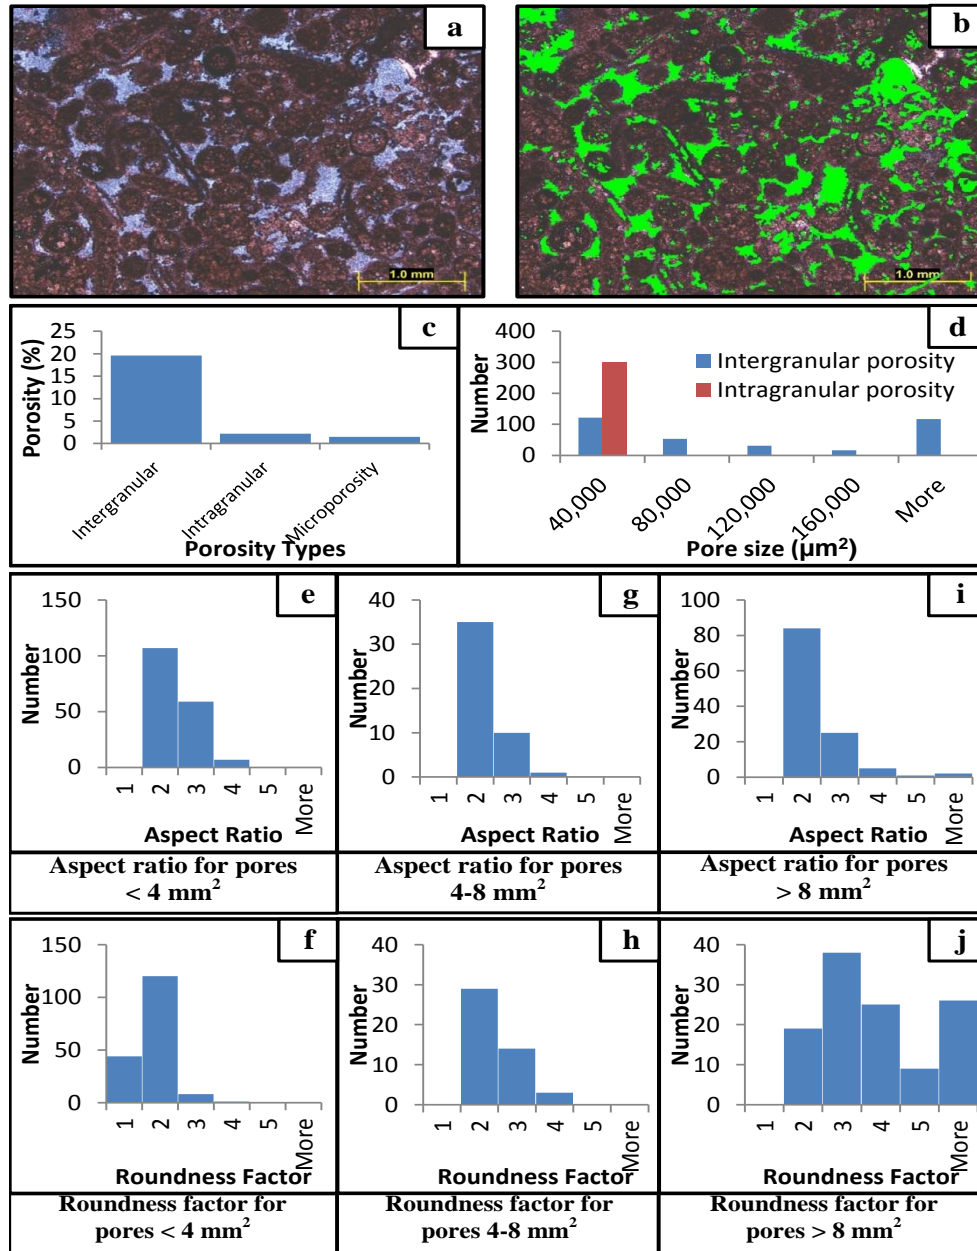 a
b
1.0 mm
1.0 mm
c
Porosity (%)
25
20
15
10
5
0
Intergranular
Intragranular
Microporosity
Porosity Types
d
Number
400
300
200
100
0
Intergranular porosity
Intragranular porosity
40,000
80,000
120,000
160,000
More
Pore size (µm²)
e
Number
150
100
50
0
1 2 3 4 5 More
Aspect Ratio
Aspect ratio for pores
< 4 mm²
g
Number
40
30
20
10
0
1 2 3 4 5 More
Aspect Ratio
Aspect ratio for pores
4-8 mm²
i
Number
100
80
60
40
20
0
1 2 3 4 5 More
Aspect Ratio
Aspect ratio for pores
> 8 mm²
f
Number
150
100
50
0
1 2 3 4 5 More
Roundness Factor
Roundness factor for
pores < 4 mm²
h
Number
40
30
20
10
0
1 2 3 4 5 More
Roundness Factor
Roundness factor for
pores 4-8 mm²
j
Number
40
30
20
10
0
1 2 3 4 5 More
Roundness Factor
Roundness factor for
pores > 8 mm²